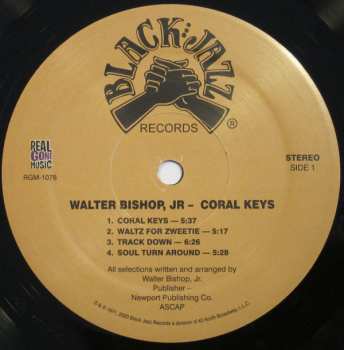 BLACK JAZZ
RECORDS
®
REAL
GONE
MUSIC
RGM-1078
STEREO
SIDE 1
WALTER BISHOP, JR – CORAL KEYS
1. CORAL KEYS — 5:37
2. WALTZ FOR ZWEETIE — 5:17
3. TRACK DOWN — 6:26
4. SOUL TURN AROUND — 5:28
All selections written and arranged by
Walter Bishop, Jr.
Publisher –
Newport Publishing Co.
ASCAP